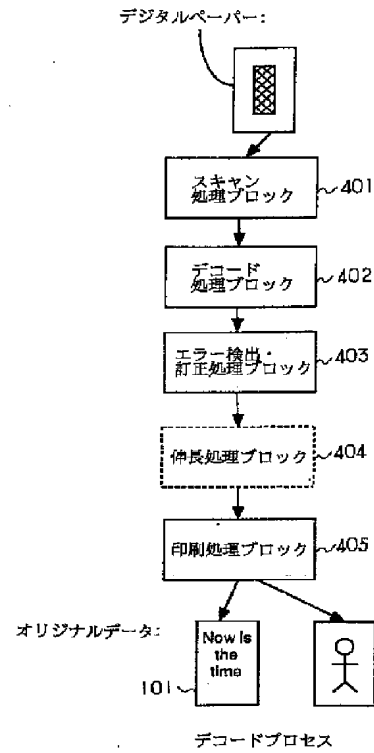 デジタルペーパー:
スキャン
処理ブロック
401
デコード
処理ブロック
402
エラー検出・
訂正処理ブロック
403
伸長処理ブロック
404
印刷処理ブロック
405
オリジナルデータ:
Now is
the
time
101
デコードプロセス